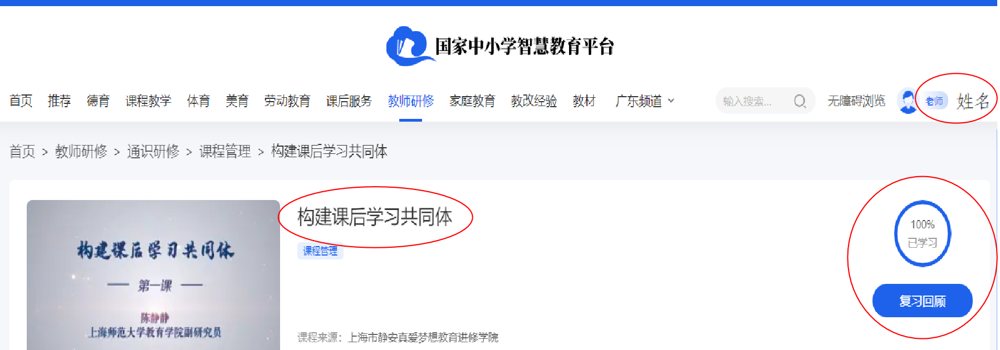 国家中小学智慧教育平台
首页 推荐 德育 课程教学 体育 美育 劳动教育 课后服务 教师研修 家庭教育 教改经验 教材 广东频道 输入搜索... 无障碍浏览 老师 姓名
首页 > 教师研修 > 通识研修 > 课程管理 > 构建课后学习共同体
构建课后学习共同体
第一课
陈静静
上海师范大学教育学院副研究员
构建课后学习共同体
课程管理
课程来源：上海市静安真爱梦想教育进修学院
100%
已学习
复习回顾